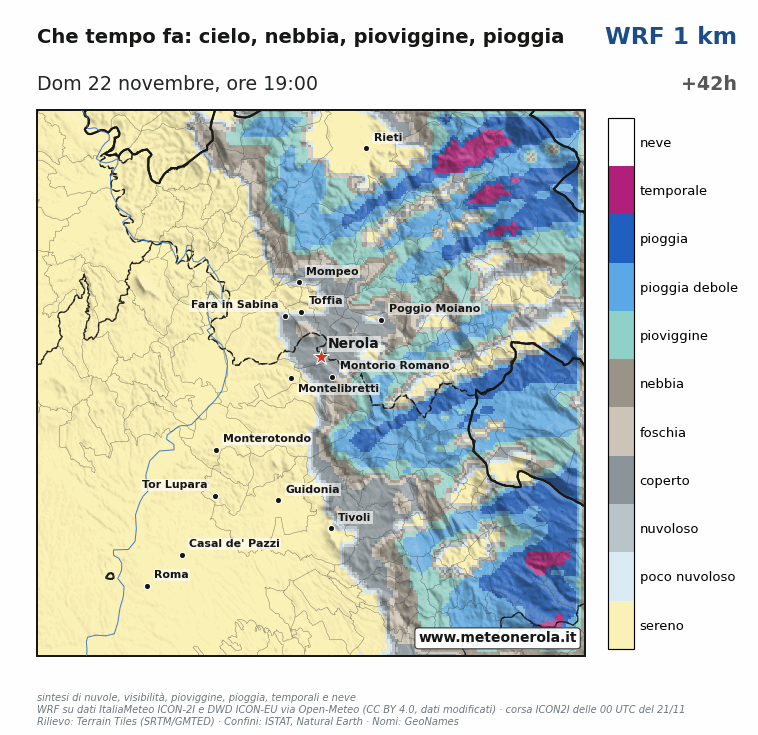 Che tempo fa: cielo, nebbia, pioviggine, pioggia
WRF 1 km
Dom 22 novembre, ore 19:00
+42h
Rieti
Mompeo
Toffia
Fara in Sabina
Poggio Moiano
Nerola
Montorio Romano
Montelibretti
Monterotondo
Tor Lupara
Guidonia
Tivoli
Casal de' Pazzi
Roma
www.meteonerola.it
neve
temporale
pioggia
pioggia debole
pioviggine
nebbia
foschia
coperto
nuvoloso
poco nuvoloso
sereno
sintesi di nuvole, visibilità, pioviggine, pioggia, temporali e neve
WRF su dati ItaliaMeteo ICON-2I e DWD ICON-EU via Open-Meteo (CC BY 4.0, dati modificati) · corsa ICON2I delle 00 UTC del 21/11
Rilievo: Terrain Tiles (SRTM/GMTED) · Confini: ISTAT, Natural Earth · Nomi: GeoNames